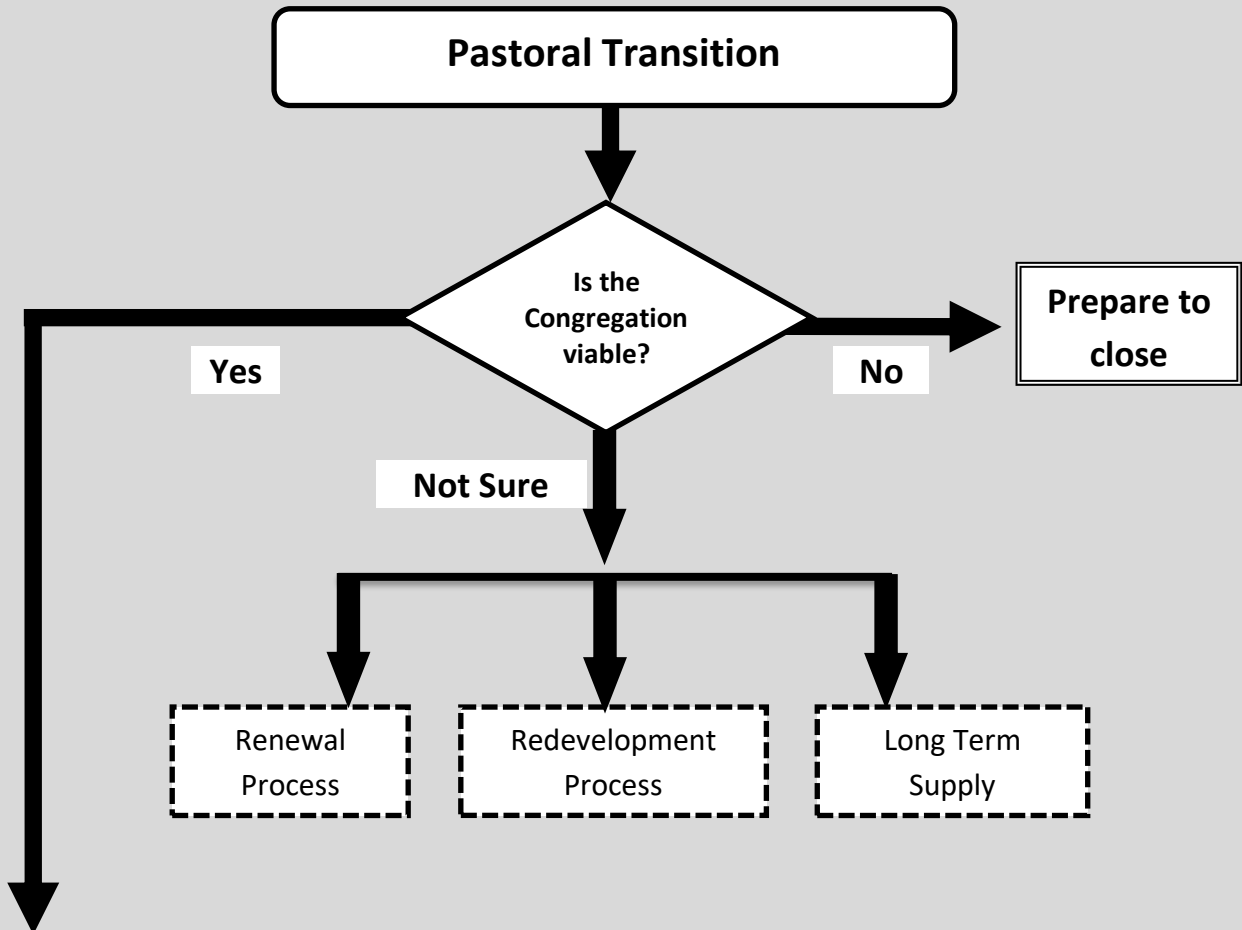 Pastoral Transition
Is the
Congregation
viable?
Prepare to
close
Yes
No
Not Sure
Renewal
Process
Redevelopment
Process
Long Term
Supply